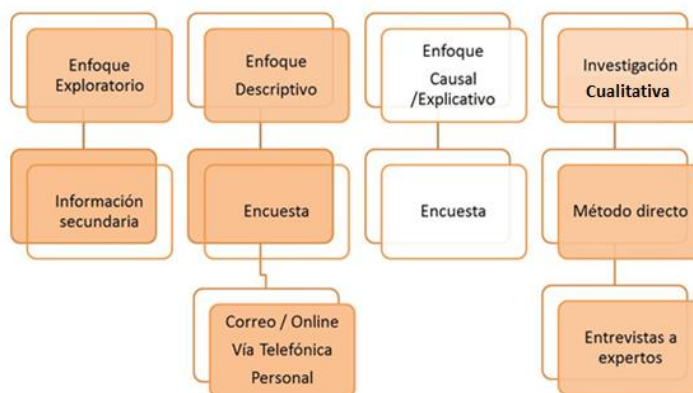 Enfoque
Exploratorio
Información
secundaria
Enfoque
Descriptivo
Encuesta
Correo / Online
Vía Telefónica
Personal
Enfoque
Causal
/Explicativo
Encuesta
Investigación
Cualitativa
Método directo
Entrevistas a
expertos